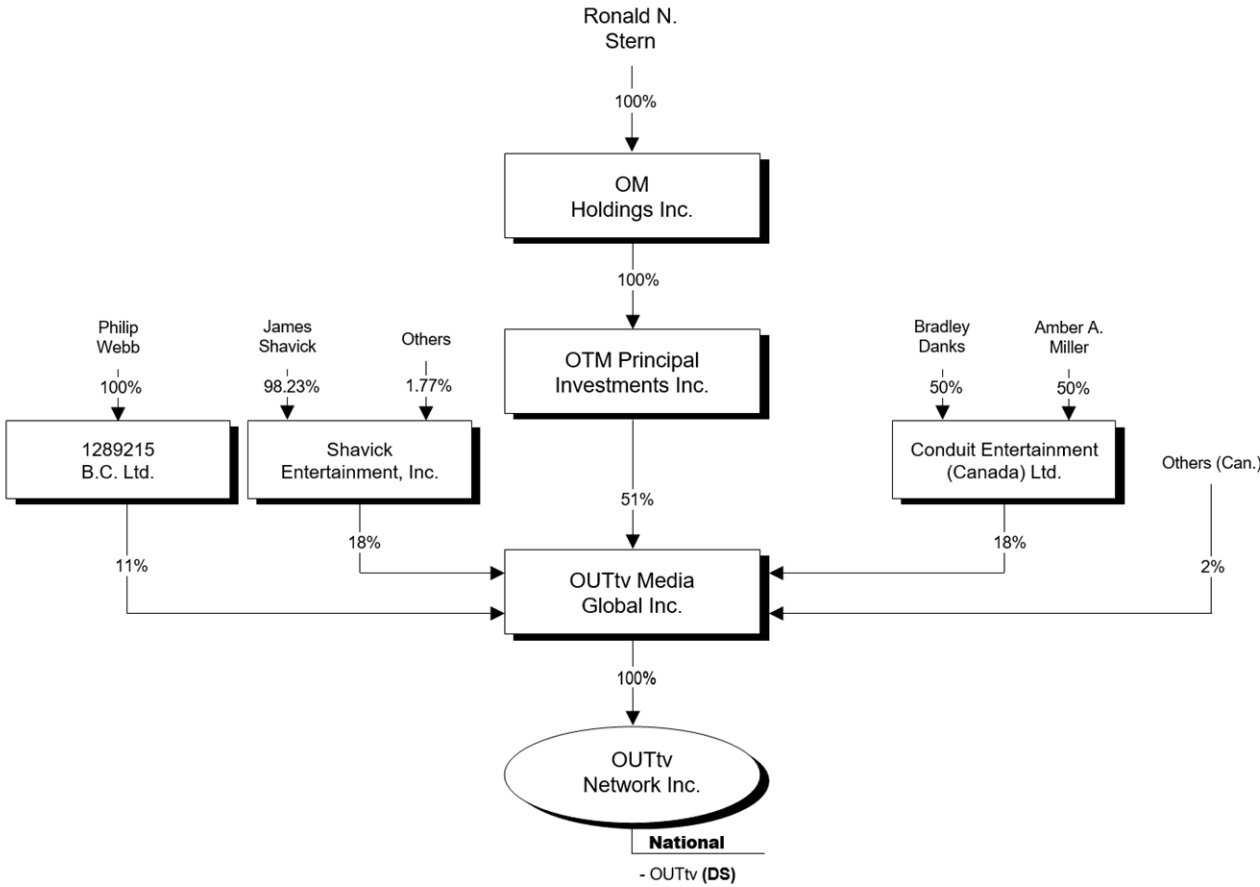 Ronald N.
Stern
100%
OM
Holdings Inc.
100%
Philip
Webb
James
Shavick
Others
Bradley
Danks
Amber A.
Miller
100%
98.23%
1.77%
OTM Principal
Investments Inc.
50%
50%
1289215
B.C. Ltd.
Shavick
Entertainment, Inc.
Conduit Entertainment
(Canada) Ltd.
Others (Can.)
51%
11%
18%
18%
2%
OUTtv Media
Global Inc.
100%
OUTtv
Network Inc.
National
- OUTtv (DS)